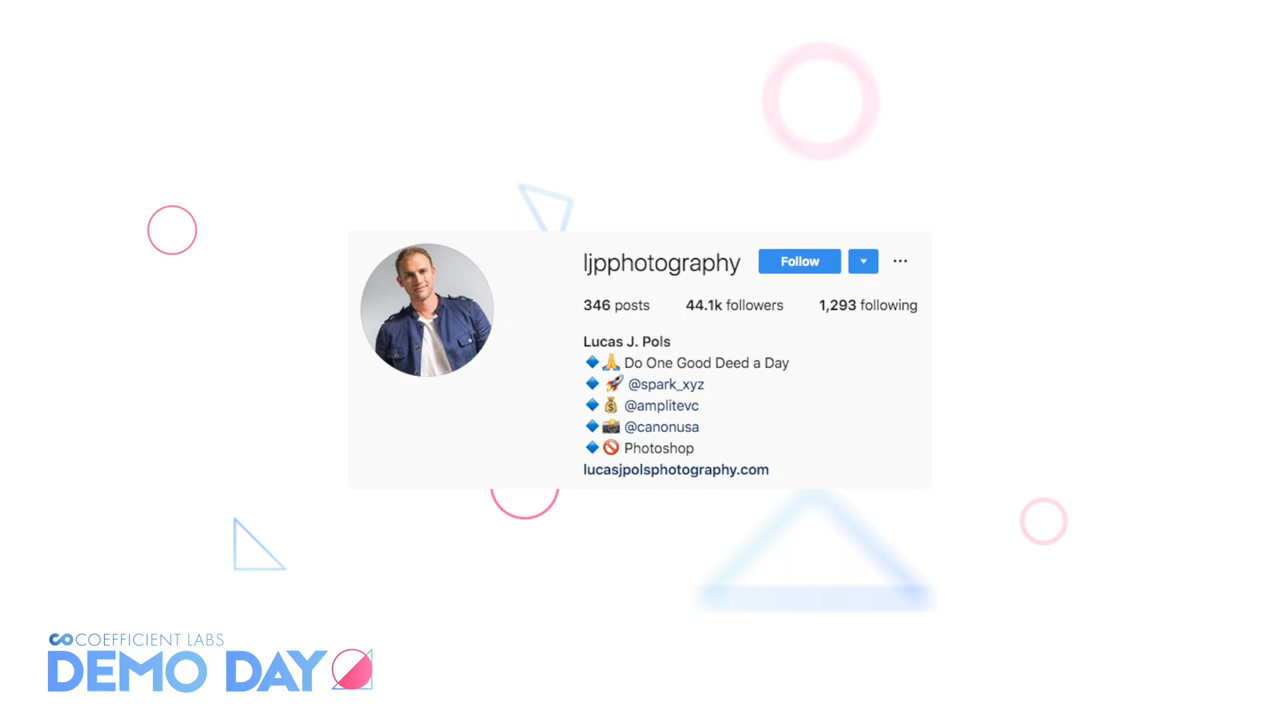 ljpphotography Follow ...
346 posts 44.1k followers 1,293 following
Lucas J. Pols
🔹🙏 Do One Good Deed a Day
🔹🚀 @spark_xyz
🔹💰 @amplitevc
🔹📸 @canonusa
🔹🚫 Photoshop
lucasjpolsphotography.com
COEFFICIENT LABS
DEMO DAY